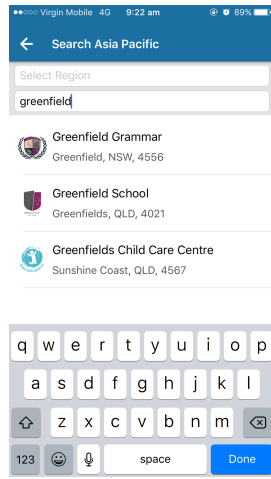 Virgin Mobile 4G 9:22 am 89%
Search Asia Pacific
Select Region
greenfield
Greenfield Grammar
Greenfield, NSW, 4556
Greenfield School
Greenfields, QLD, 4021
Greenfields Child Care Centre
Sunshine Coast, QLD, 4567
q w e r t y u i o p
a s d f g h j k l
z x c v b n m
123 space Done